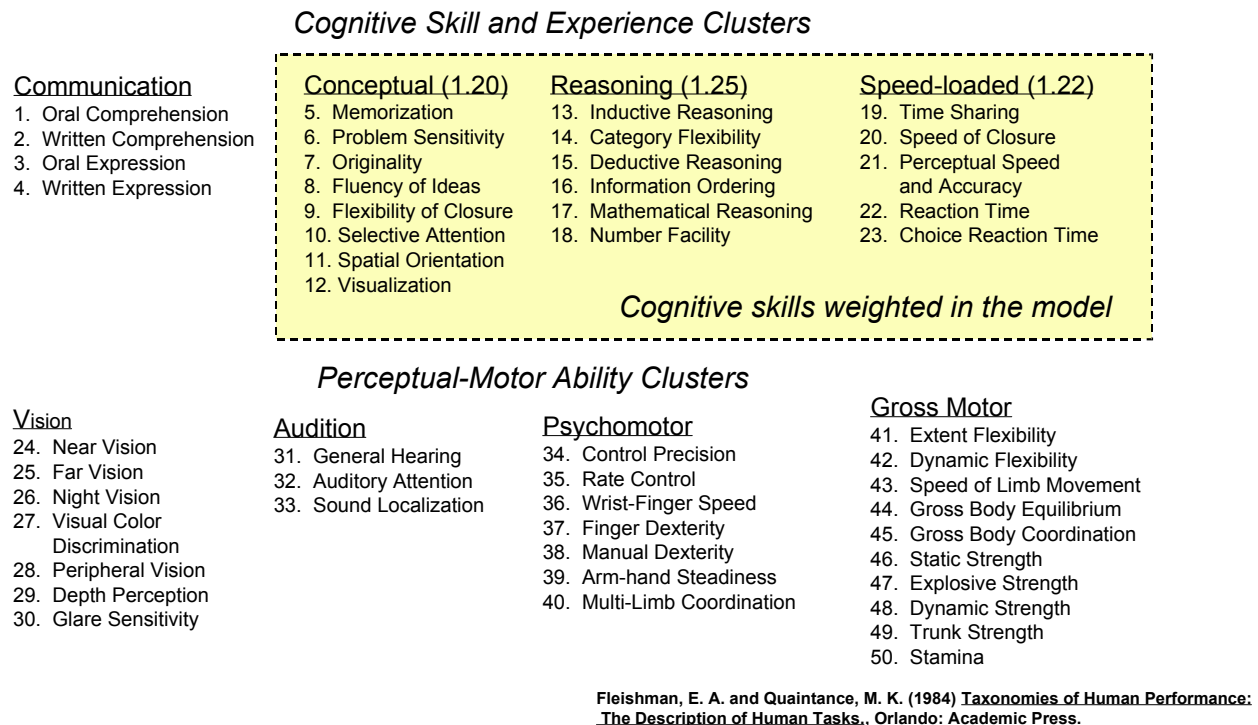 Cognitive Skill and Experience Clusters
Communication
1. Oral Comprehension
2. Written Comprehension
3. Oral Expression
4. Written Expression
Conceptual (1.20)
5. Memorization
6. Problem Sensitivity
7. Originality
8. Fluency of Ideas
9. Flexibility of Closure
10. Selective Attention
11. Spatial Orientation
12. Visualization
Reasoning (1.25)
13. Inductive Reasoning
14. Category Flexibility
15. Deductive Reasoning
16. Information Ordering
17. Mathematical Reasoning
18. Number Facility
Speed-loaded (1.22)
19. Time Sharing
20. Speed of Closure
21. Perceptual Speed
and Accuracy
22. Reaction Time
23. Choice Reaction Time
Cognitive skills weighted in the model
Perceptual-Motor Ability Clusters
Vision
24. Near Vision
25. Far Vision
26. Night Vision
27. Visual Color
Discrimination
28. Peripheral Vision
29. Depth Perception
30. Glare Sensitivity
Audition
31. General Hearing
32. Auditory Attention
33. Sound Localization
Psychomotor
34. Control Precision
35. Rate Control
36. Wrist-Finger Speed
37. Finger Dexterity
38. Manual Dexterity
39. Arm-hand Steadiness
40. Multi-Limb Coordination
Gross Motor
41. Extent Flexibility
42. Dynamic Flexibility
43. Speed of Limb Movement
44. Gross Body Equilibrium
45. Gross Body Coordination
46. Static Strength
47. Explosive Strength
48. Dynamic Strength
49. Trunk Strength
50. Stamina
Fleishman, E. A. and Quaintance, M. K. (1984) Taxonomies of Human Performance:
The Description of Human Tasks., Orlando: Academic Press.